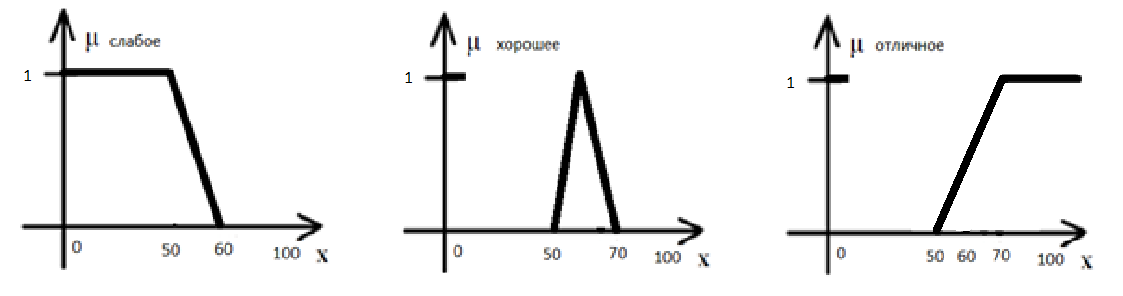 μ слабое
1
0 50 60 100 x
μ хорошее
1
0 50 70 100 x
μ отличное
1
0 50 60 70 100 x